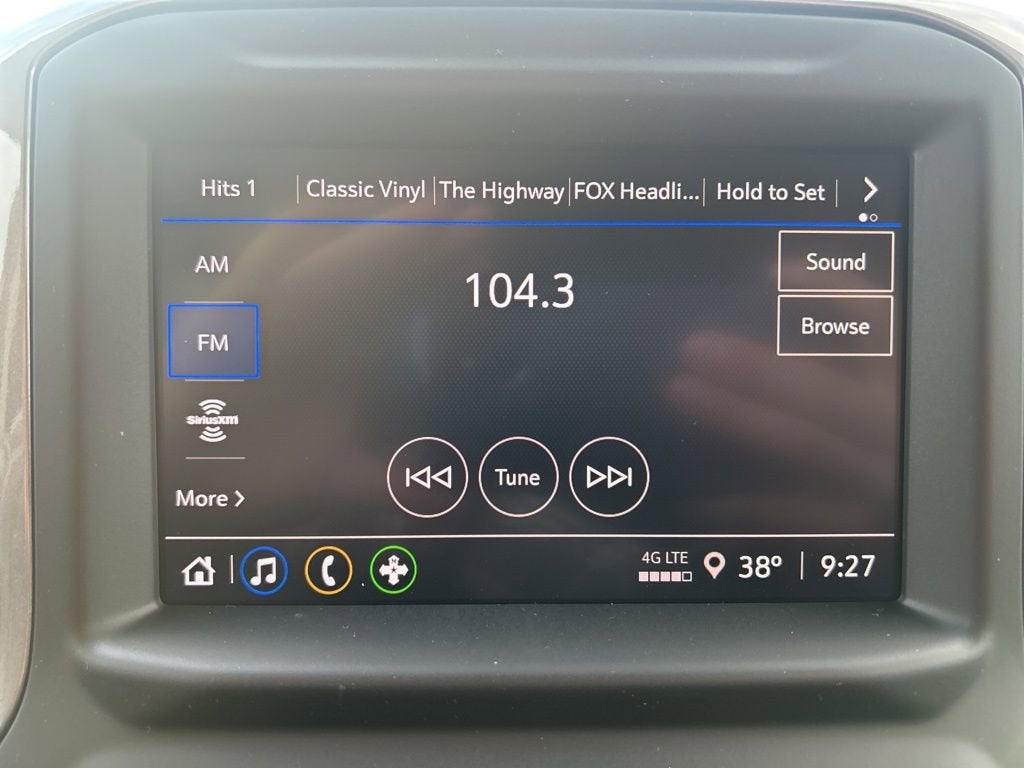 Hits 1
Classic Vinyl
The Highway
FOX Headli...
Hold to Set
AM
104.3
Sound
Browse
FM
SiriusXM
More
Tune
4G LTE
38°
9:27